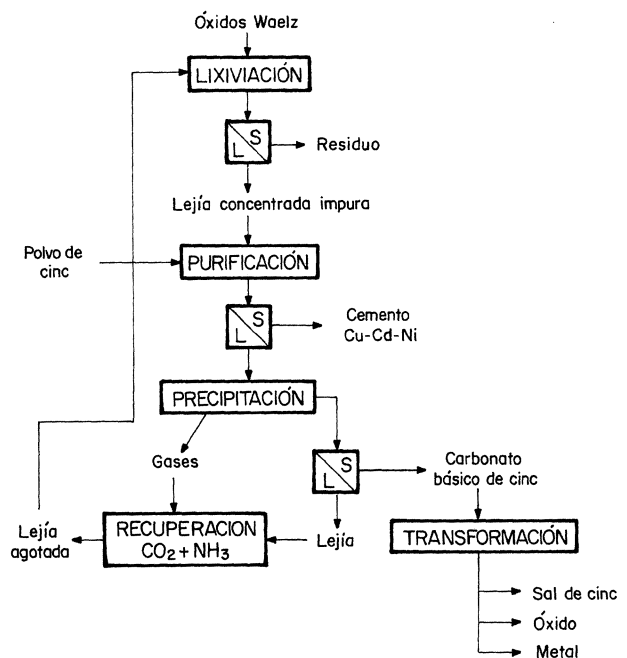 Óxidos Waelz
LIXIVIACIÓN
S
L
Residuo
Lejía concentrada impura
Polvo de
cinc
PURIFICACIÓN
S
L
Cemento
Cu-Cd-Ni
PRECIPITACIÓN
Gases
S
L
Carbonato
básico de cinc
Lejía
agotada
RECUPERACION
CO₂ + NH₃
Lejía
TRANSFORMACIÓN
Sal de cinc
Óxido
Metal